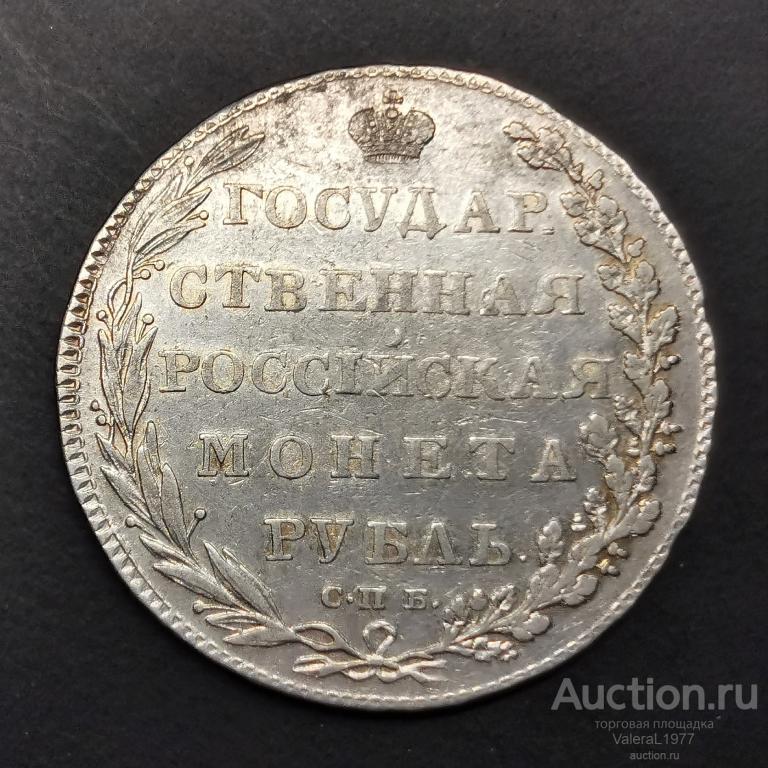 ГОСУДАР.
СТВЕННАЯ
РОССІЙСКАЯ
МОНЕТА
РУБЛЬ.
С·П Б.
Auction.ru
торговая площадка
ValeraL1977
auction.ru